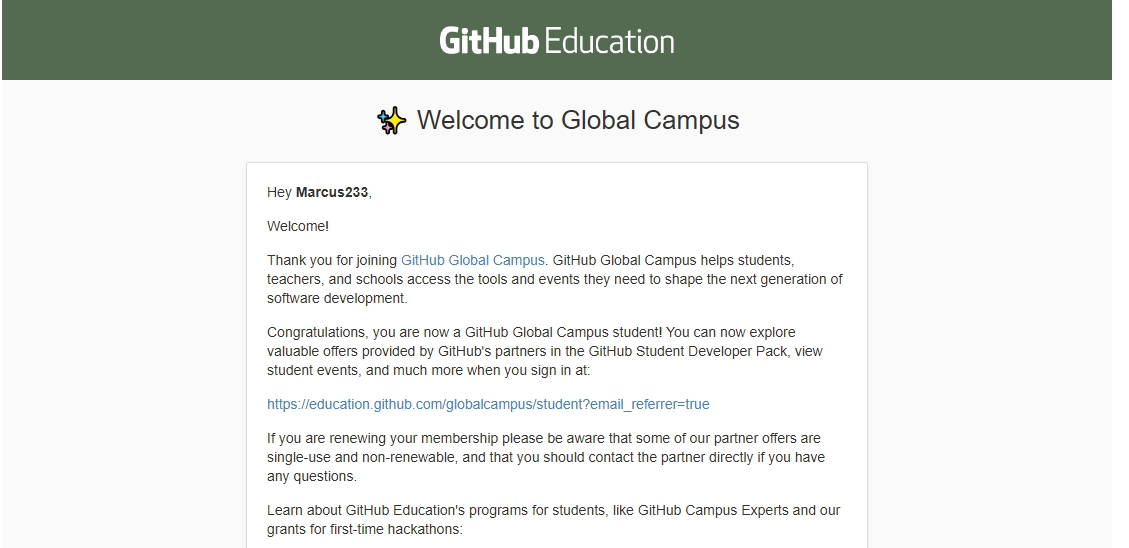 GitHub Education
Welcome to Global Campus
Hey Marcus233,
Welcome!
Thank you for joining GitHub Global Campus. GitHub Global Campus helps students,
teachers, and schools access the tools and events they need to shape the next generation of
software development.
Congratulations, you are now a GitHub Global Campus student! You can now explore
valuable offers provided by GitHub's partners in the GitHub Student Developer Pack, view
student events, and much more when you sign in at:
https://education.github.com/globalcampus/student?email_referrer=true
If you are renewing your membership please be aware that some of our partner offers are
single-use and non-renewable, and that you should contact the partner directly if you have
any questions.
Learn about GitHub Education's programs for students, like GitHub Campus Experts and our
grants for first-time hackathons: